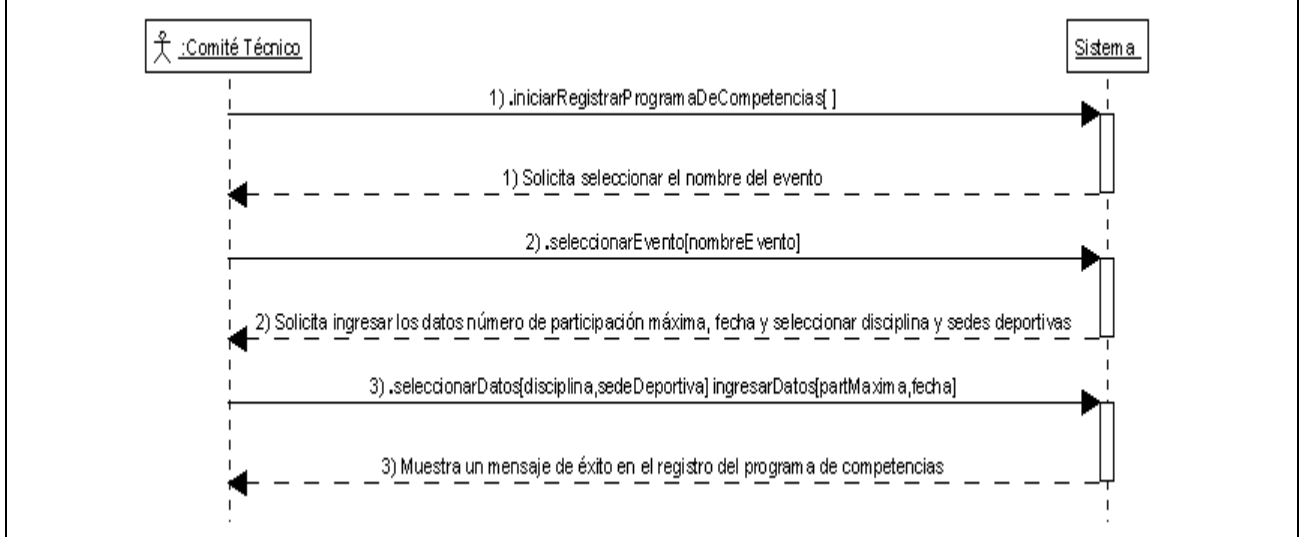 :Comité Técnico
Sistema
1) .iniciarRegistrarProgramaDeCompetencias[ ]
1) Solicita seleccionar el nombre del evento
2) .seleccionarEvento[nombreEvento]
2) Solicita ingresar los datos número de participación máxima, fecha y seleccionar disciplina y sedes deportivas
3) .seleccionarDatos[disciplina,sedeDeportiva] ingresarDatos[partMaxima,fecha]
3) Muestra un mensaje de éxito en el registro del programa de competencias